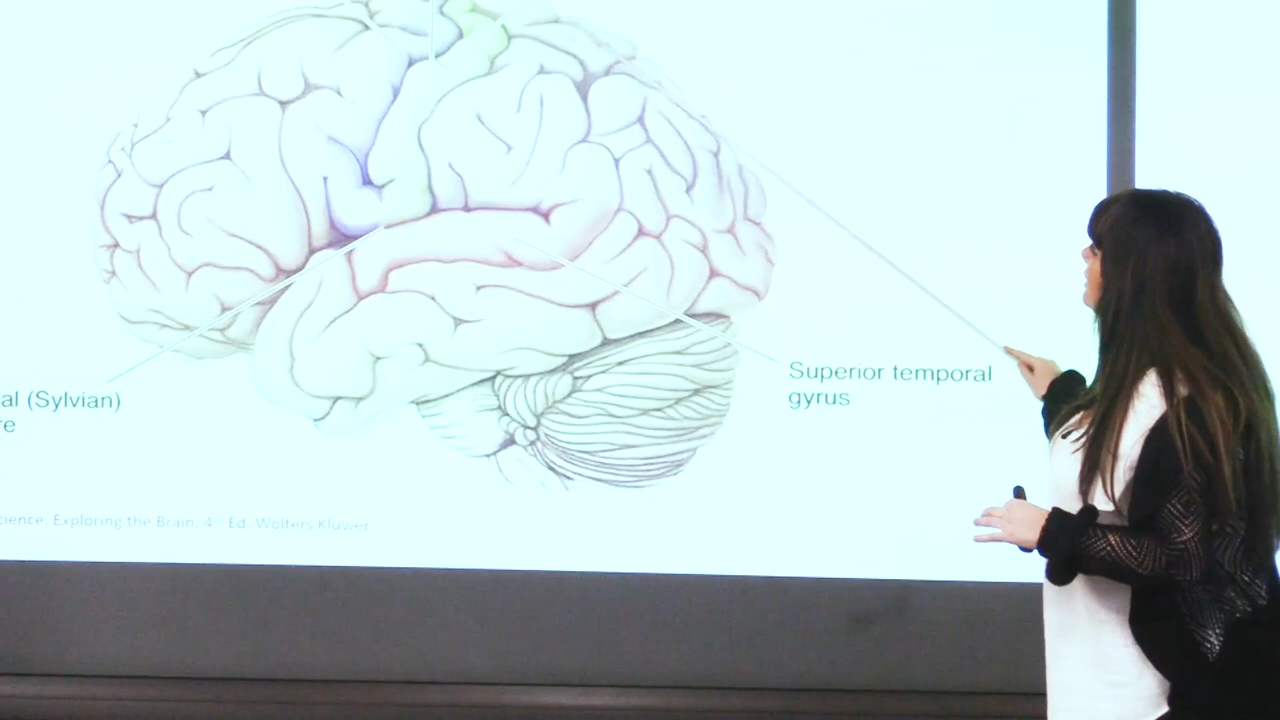 al (Sylvian)
re
Superior temporal
gyrus
cience, Exploring the Brain, 4th Ed. Wolters Kluwer